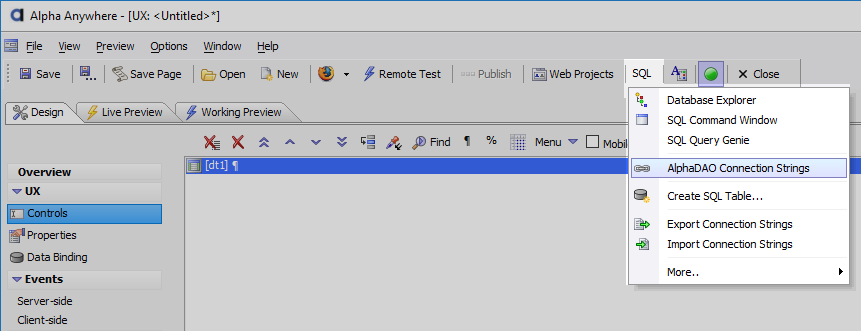 Alpha Anywhere - [UX: <Untitled>*]
File View Preview Options Window Help
Save Save Page Open New Remote Test Publish Web Projects SQL Close
Design Live Preview Working Preview
Find ¶ % Menu Mobil
[dt1] ¶
Overview
UX
Controls
Properties
Data Binding
Events
Server-side
Client-side
Database Explorer
SQL Command Window
SQL Query Genie
AlphaDAO Connection Strings
Create SQL Table...
Export Connection Strings
Import Connection Strings
More..